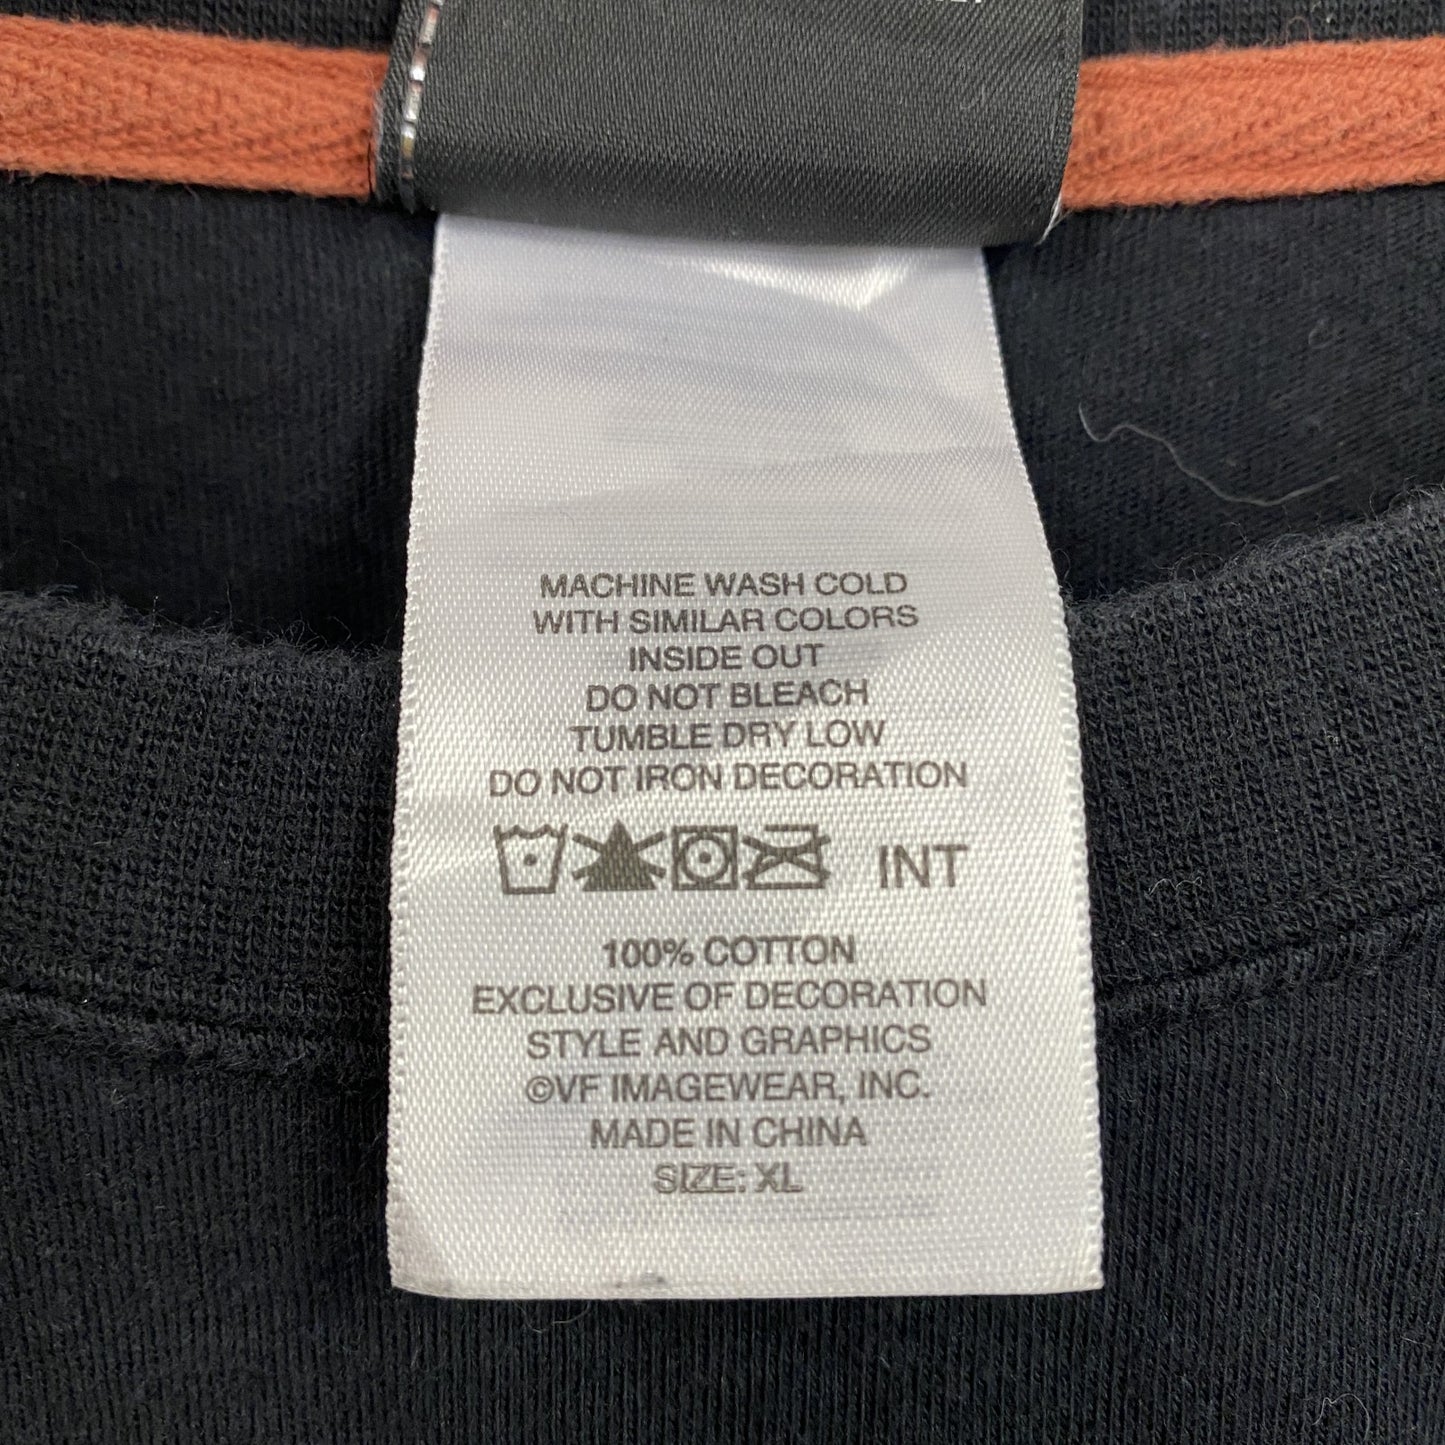 MACHINE WASH COLD
WITH SIMILAR COLORS
INSIDE OUT
DO NOT BLEACH
TUMBLE DRY LOW
DO NOT IRON DECORATION
INT
100% COTTON
EXCLUSIVE OF DECORATION
STYLE AND GRAPHICS
©VF IMAGEWEAR, INC.
MADE IN CHINA
SIZE: XL